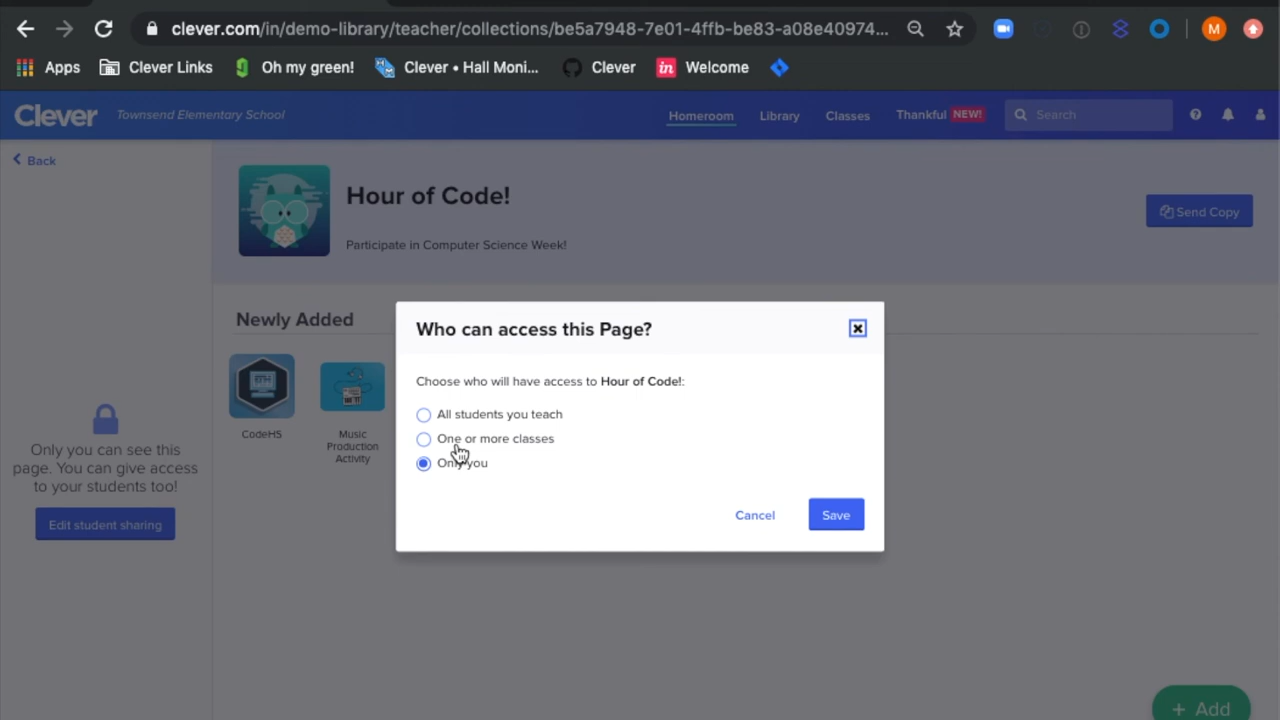 clever.com/in/demo-library/teacher/collections/be5a7948-7e01-4ffb-be83-a08e40974...
M
Apps Clever Links Oh my green! Clever • Hall Moni... Clever in Welcome
Clever Townsend Elementary School Homeroom Library Classes Thankful NEW! Search
Back
Hour of Code!
Send Copy
Participate in Computer Science Week!
Newly Added
Who can access this Page?
Choose who will have access to Hour of Code!:
All students you teach
One or more classes
Only you
Cancel Save
CodeHS
Music
Production
Activity
Only you can see this
page. You can give access
to your students too!
Edit student sharing
+ Add